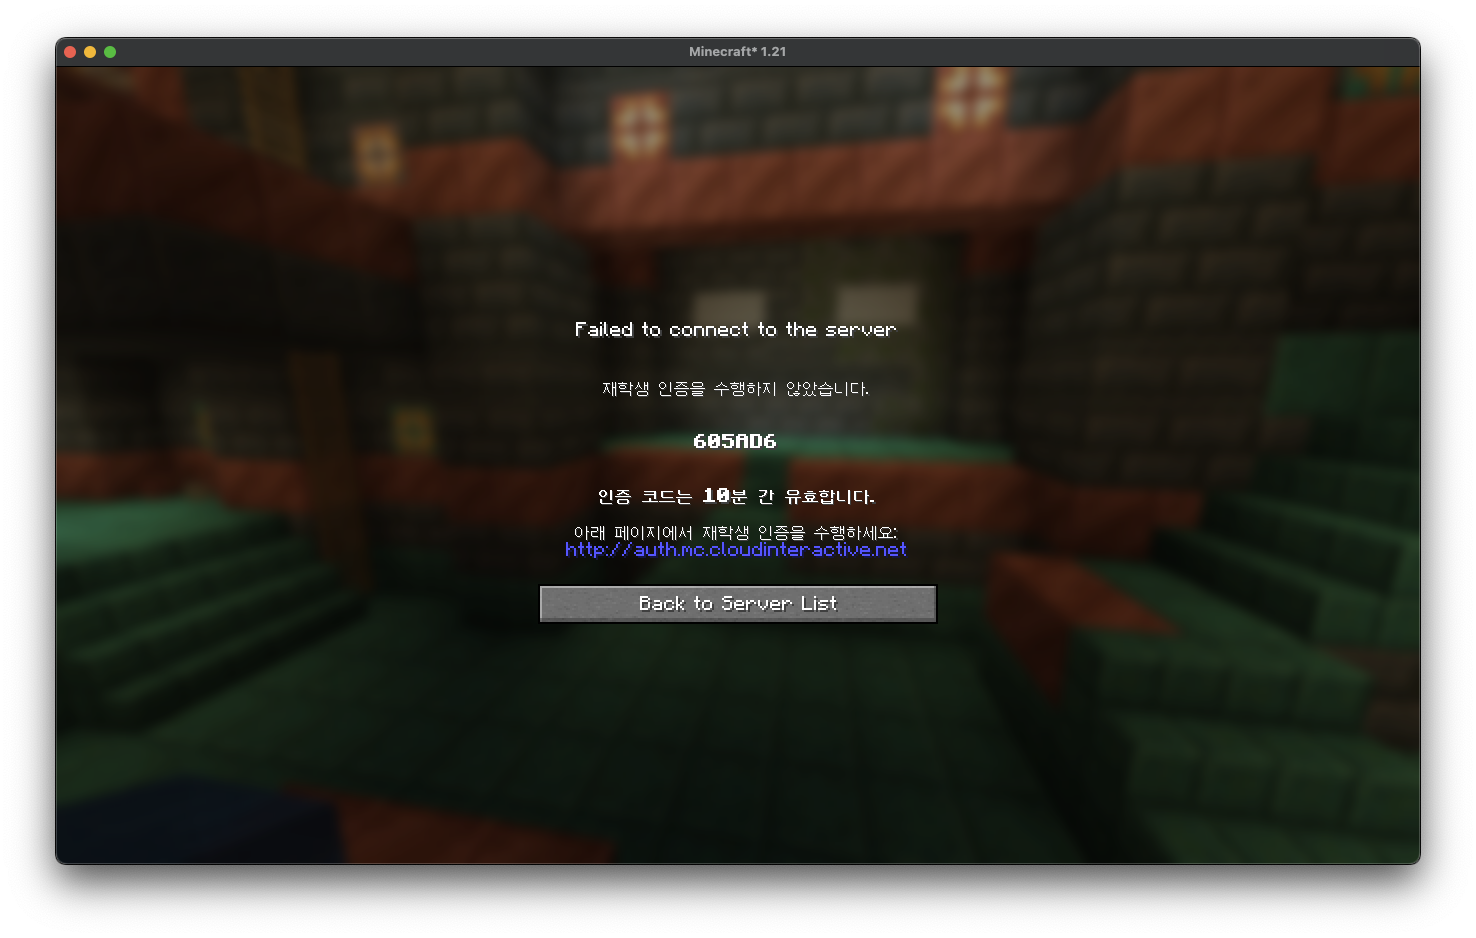 Minecraft* 1.21
Failed to connect to the server
재학생 인증을 수행하지 않았습니다.
605AD6
인증 코드는 10분 간 유효합니다.
아래 페이지에서 재학생 인증을 수행하세요:
http://auth.mc.cloudinteractive.net
Back to Server List